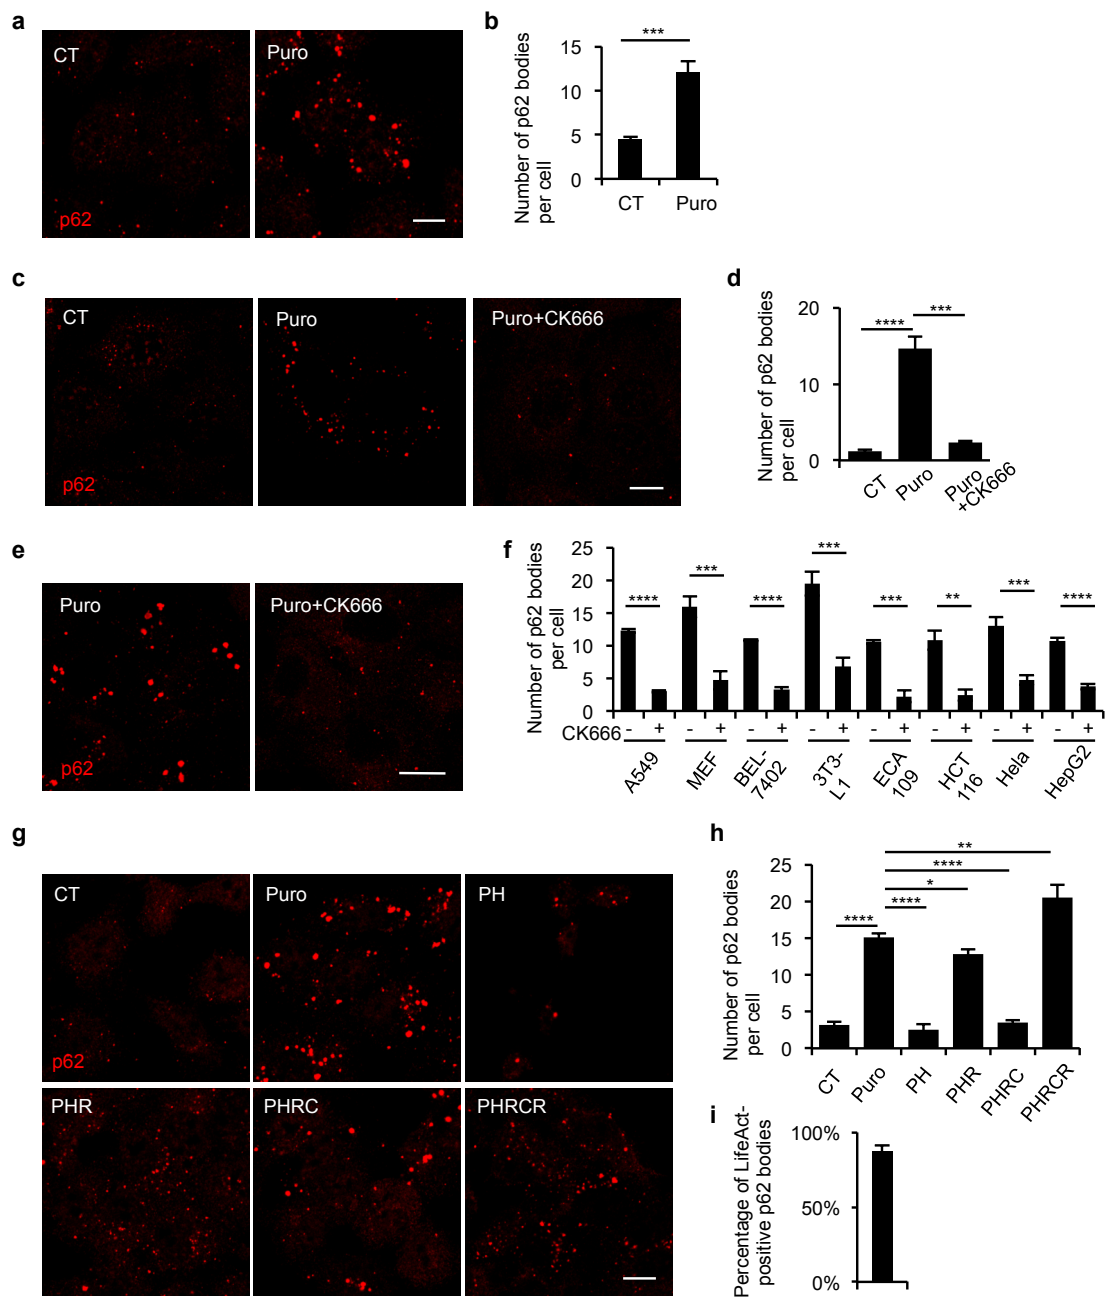 a
CT
Puro
p62
b
Number of p62 bodies
per cell
15
10
5
0
***
CT
Puro
c
CT
Puro
Puro+CK666
p62
d
Number of p62 bodies
per cell
20
10
0
****
***
CT
Puro
Puro
+CK666
e
Puro
Puro+CK666
p62
f
Number of p62 bodies
per cell
25
20
15
10
5
0
****
***
****
***
***
**
***
****
CK666
- + - + - + - + - + - + - + - +
A549
MEF
BEL-
7402
3T3-
L1
ECA
109
HCT
116
Hela
HepG2
g
CT
Puro
PH
p62
PHR
PHRC
PHRCR
h
Number of p62 bodies
per cell
25
20
15
10
5
0
**
****
*
****
****
CT
Puro
PH
PHR
PHRC
PHRCR
i
Percentage of LifeAct-
positive p62 bodies
100%
50%
0%